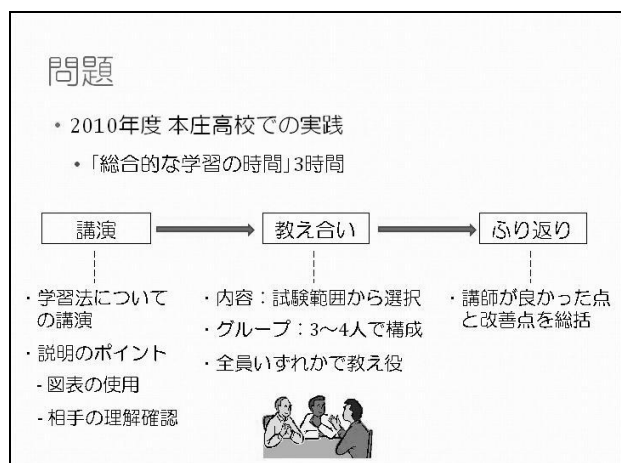 問題
・2010年度 本庄高校での実践
・「総合的な学習の時間」3時間
講演
教え合い
ふり返り
・学習法について
の講演
・説明のポイント
- 図表の使用
- 相手の理解確認
・内容：試験範囲から選択
・グループ：3～4人で構成
・全員いずれかで教え役
・講師が良かった点
と改善点を総括